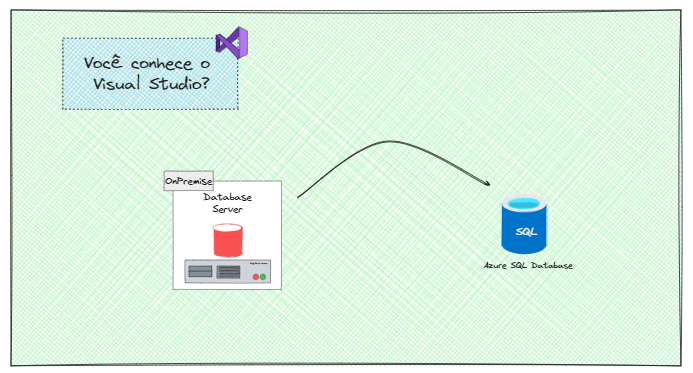 Você conhece o
Visual Studio?
OnPremise
Database
Server
SQL
Azure SQL Database